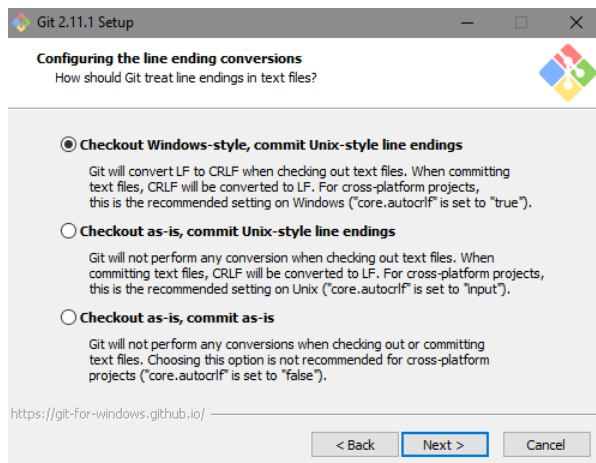 Git 2.11.1 Setup
Configuring the line ending conversions
How should Git treat line endings in text files?
Checkout Windows-style, commit Unix-style line endings
Git will convert LF to CRLF when checking out text files. When committing
text files, CRLF will be converted to LF. For cross-platform projects,
this is the recommended setting on Windows ("core.autocrlf" is set to "true").
Checkout as-is, commit Unix-style line endings
Git will not perform any conversion when checking out text files. When
committing text files, CRLF will be converted to LF. For cross-platform projects,
this is the recommended setting on Unix ("core.autocrlf" is set to "input").
Checkout as-is, commit as-is
Git will not perform any conversions when checking out or committing
text files. Choosing this option is not recommended for cross-platform
projects ("core.autocrlf" is set to "false").
https://git-for-windows.github.io/
< Back Next > Cancel